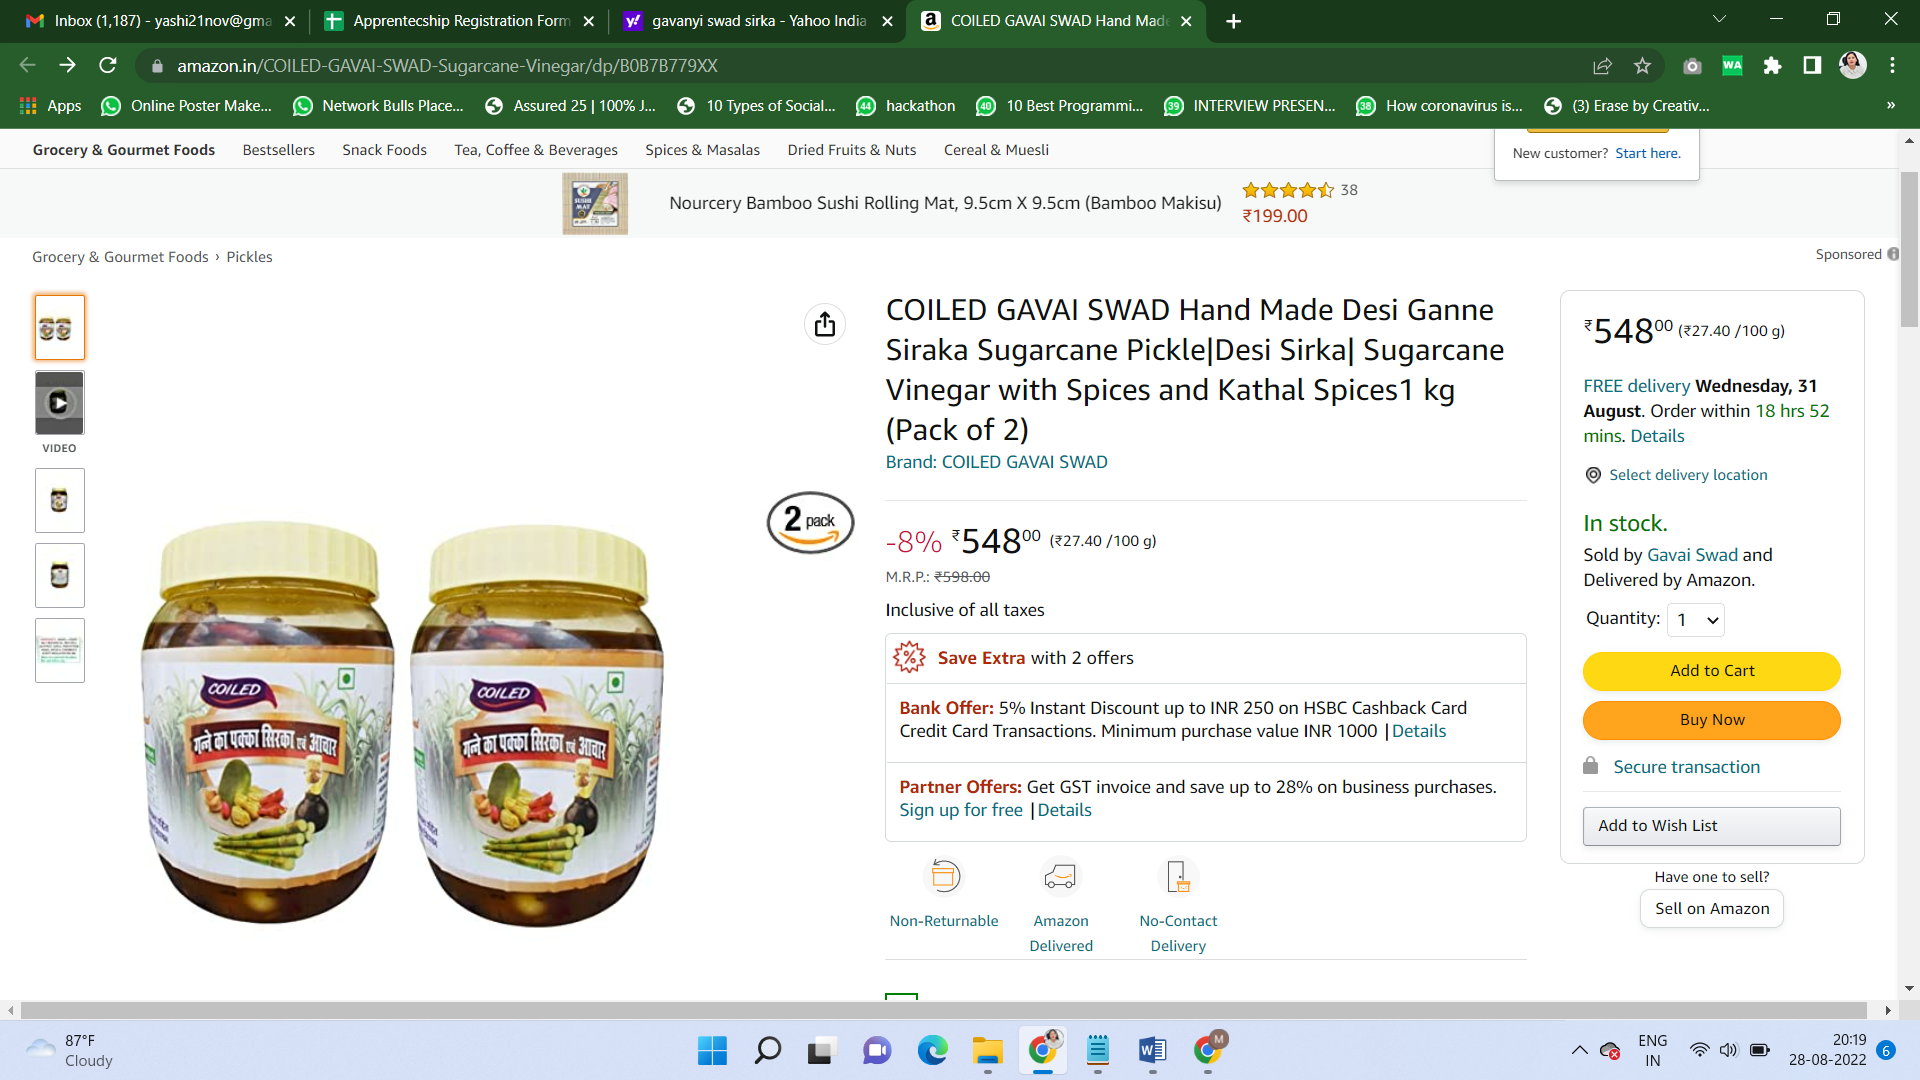 Inbox (1,187) - yashi21nov@gma
Apprentecship Registration Form
gavanyi swad sirka - Yahoo India
COILED GAVAI SWAD Hand Made
amazon.in/COILED-GAVAI-SWAD-Sugarcane-Vinegar/dp/B0B7B779XX
WA
Apps
Online Poster Make...
Network Bulls Place...
Assured 25 | 100% J...
10 Types of Social...
44 hackathon
40 10 Best Programmi...
39 INTERVIEW PRESEN...
38 How coronavirus is...
(3) Erase by Creativ...
»
Grocery & Gourmet Foods
Bestsellers
Snack Foods
Tea, Coffee & Beverages
Spices & Masalas
Dried Fruits & Nuts
Cereal & Muesli
New customer? Start here.
SUSHI
MAT
Nourcery Bamboo Sushi Rolling Mat, 9.5cm X 9.5cm (Bamboo Makisu)
38
₹199.00
Sponsored
Grocery & Gourmet Foods › Pickles
VIDEO
2 pack
COILED
गन्ने का पक्का सिरका एवं आचार
COILED
गन्ने का पक्का सिरका एवं आचार
COILED GAVAI SWAD Hand Made Desi Ganne
Siraka Sugarcane Pickle|Desi Sirka| Sugarcane
Vinegar with Spices and Kathal Spices1 kg
(Pack of 2)
Brand: COILED GAVAI SWAD
-8% ₹548.00 (₹27.40 /100 g)
M.R.P.: ₹598.00
Inclusive of all taxes
Save Extra with 2 offers
Bank Offer: 5% Instant Discount up to INR 250 on HSBC Cashback Card
Credit Card Transactions. Minimum purchase value INR 1000 | Details
Partner Offers: Get GST invoice and save up to 28% on business purchases.
Sign up for free | Details
Non-Returnable
Amazon
Delivered
No-Contact
Delivery
₹548.00 (₹27.40 /100 g)
FREE delivery Wednesday, 31
August. Order within 18 hrs 52
mins. Details
Select delivery location
In stock.
Sold by Gavai Swad and
Delivered by Amazon.
Quantity: 1
Add to Cart
Buy Now
Secure transaction
Add to Wish List
Have one to sell?
Sell on Amazon
87°F
Cloudy
M
ENG
IN
20:19
28-08-2022
6